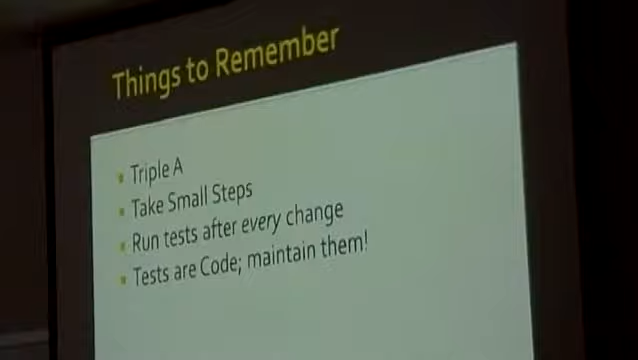 Things to Remember
Triple A
Take Small Steps
Run tests after every change
Tests are Code; maintain them!